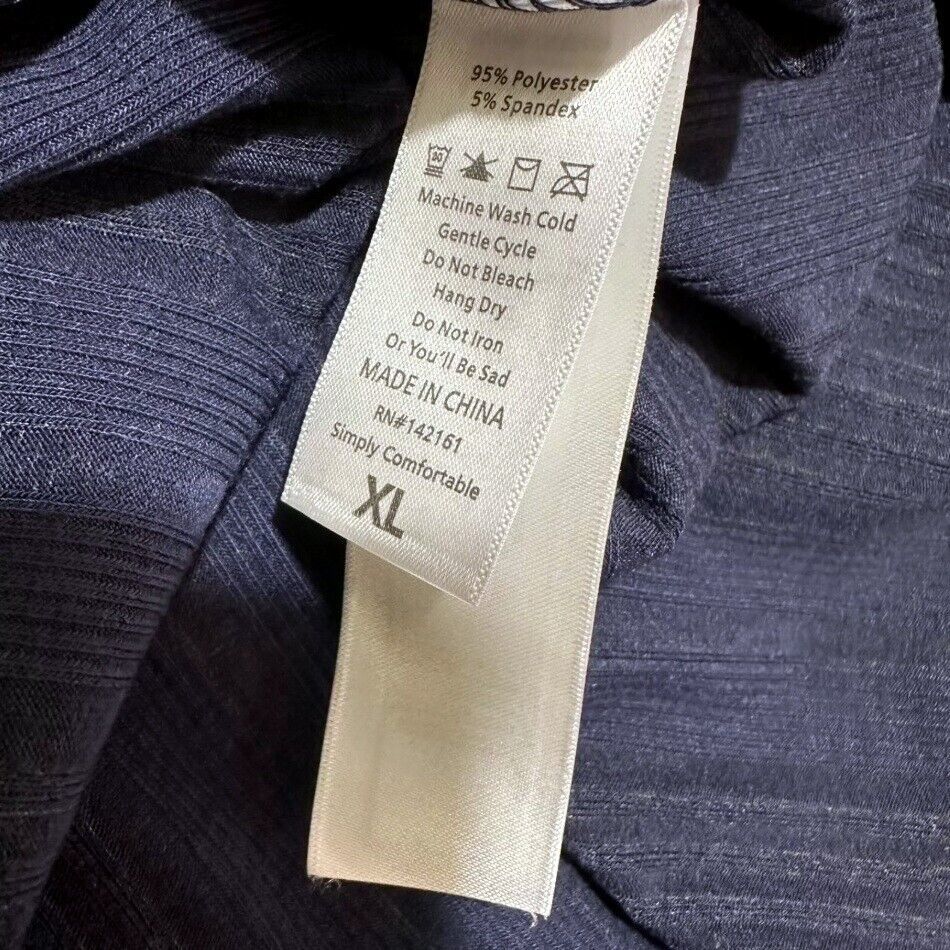 95% Polyester
5% Spandex
30
Machine Wash Cold
Gentle Cycle
Do Not Bleach
Hang Dry
Do Not Iron
Or You'll Be Sad
MADE IN CHINA
RN#142161
Simply Comfortable
XL